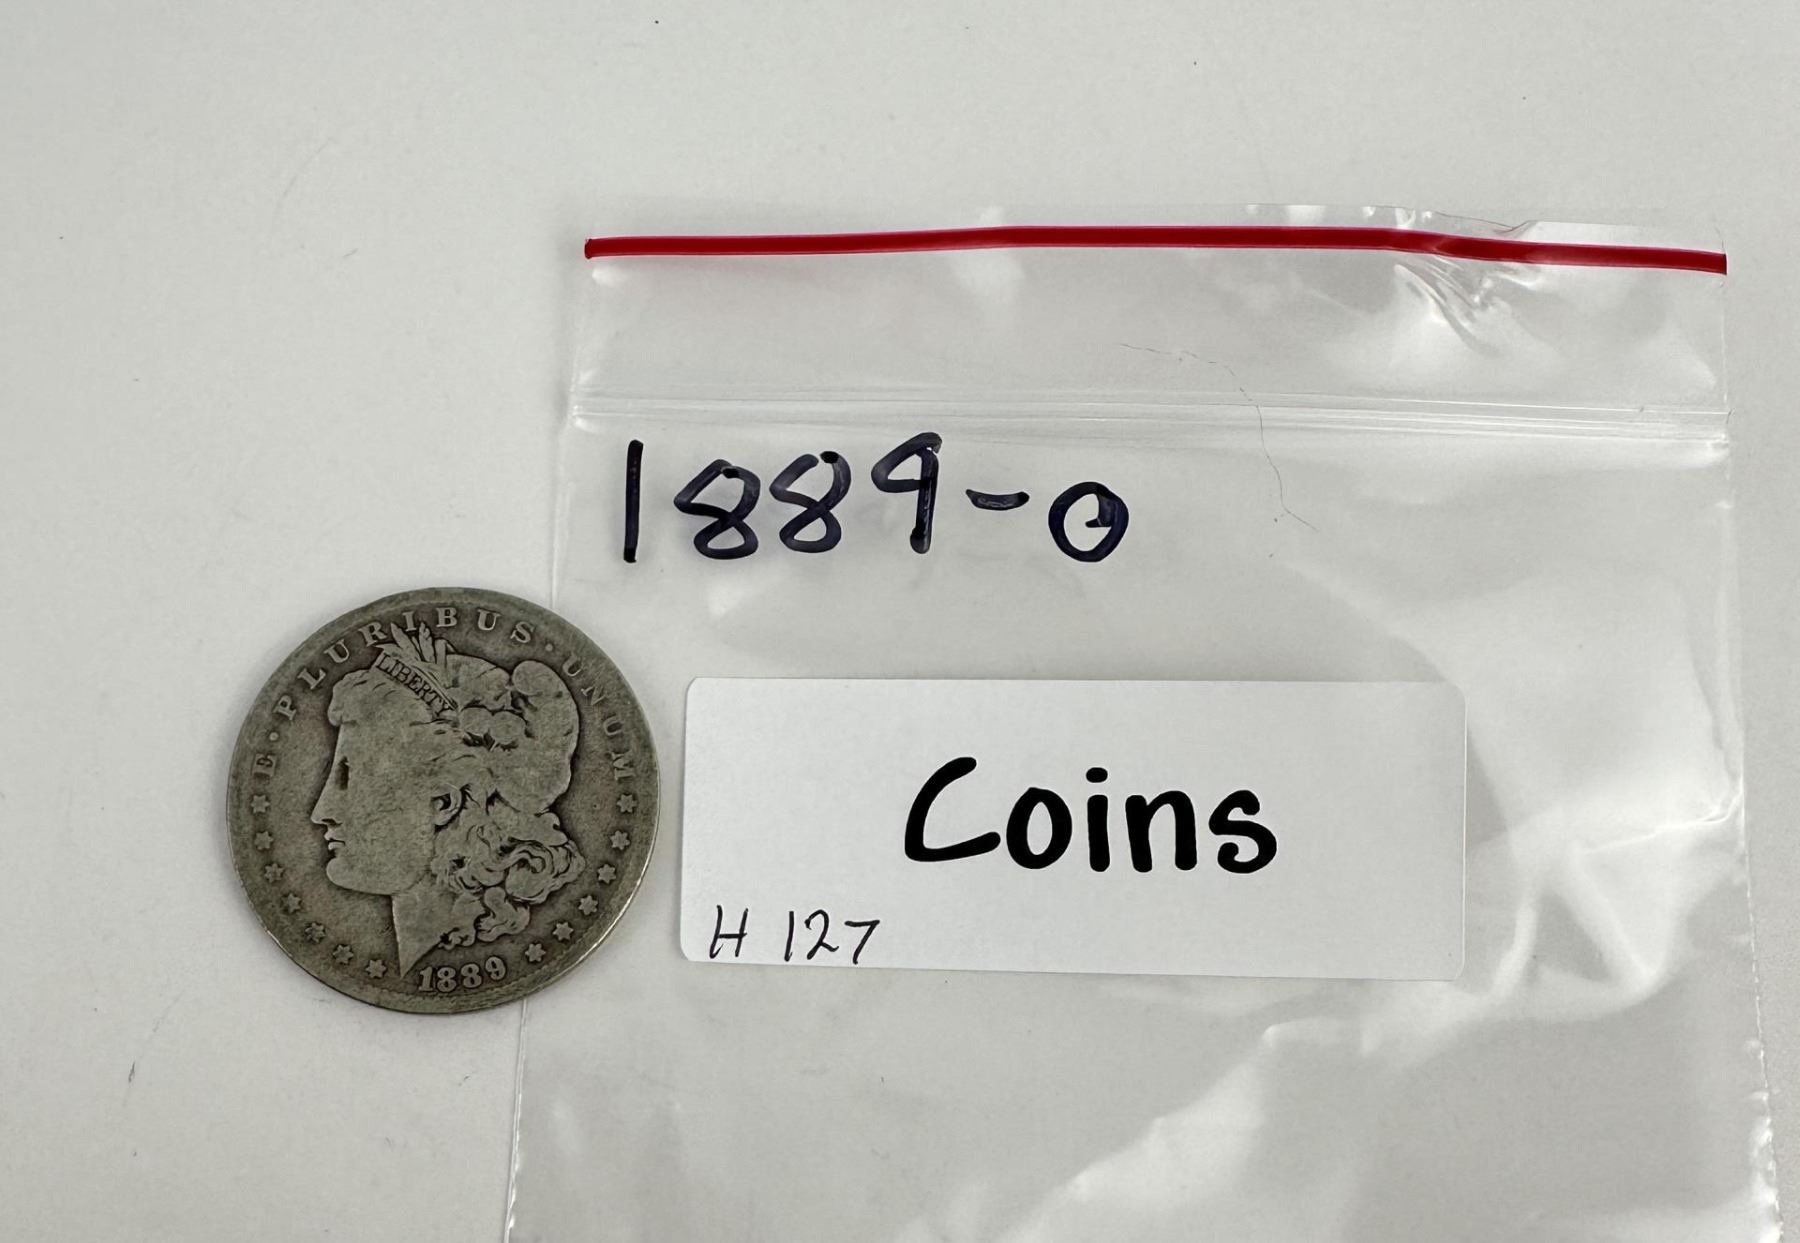 1889-O
E·PLURIBUS·UNUM
LIBERTY
1889
Coins
H 127